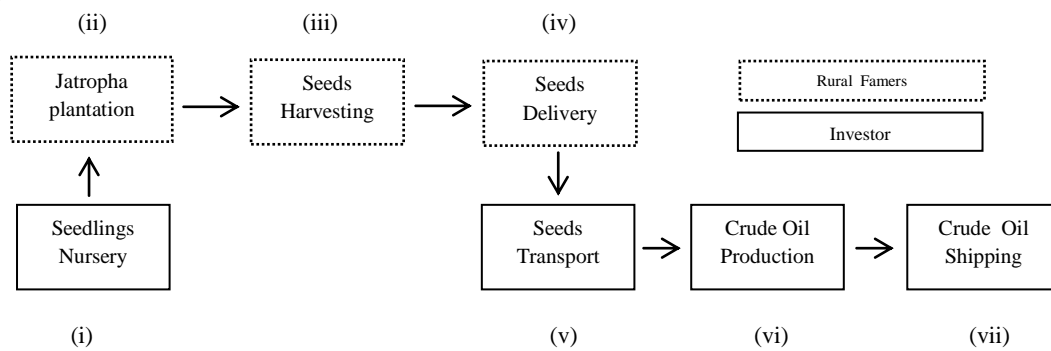 (ii) (iii) (iv)
Jatropha
plantation
Seeds
Harvesting
Seeds
Delivery
Rural Famers
Investor
Seedlings
Nursery
Seeds
Transport
Crude Oil
Production
Crude Oil
Shipping
(i) (v) (vi) (vii)